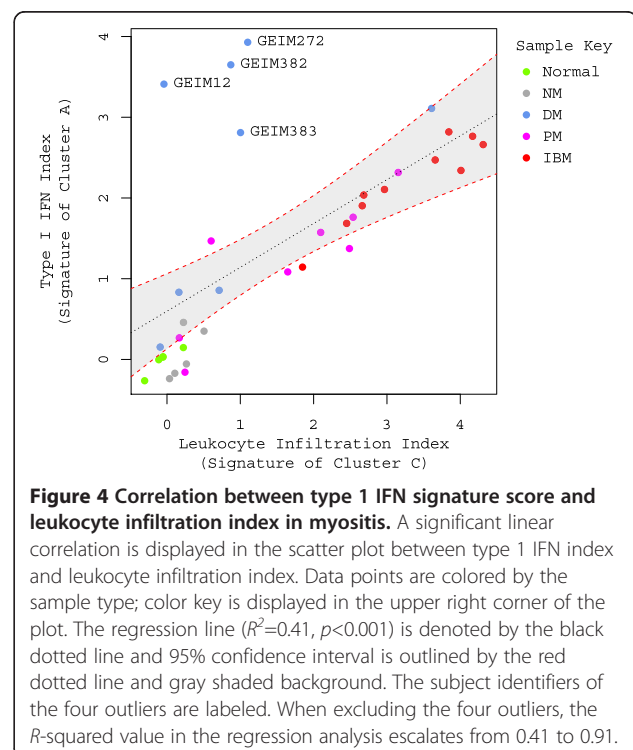 4
3
2
1
0
Type I IFN Index
(Signature of Cluster A)
GEIM272
GEIM382
GEIM12
GEIM383
Sample Key
Normal
NM
DM
PM
IBM
0 1 2 3 4
Leukocyte Infiltration Index
(Signature of Cluster C)
Figure 4 Correlation between type 1 IFN signature score and
leukocyte infiltration index in myositis. A significant linear
correlation is displayed in the scatter plot between type 1 IFN index
and leukocyte infiltration index. Data points are colored by the
sample type; color key is displayed in the upper right corner of the
plot. The regression line (R²=0.41, p<0.001) is denoted by the black
dotted line and 95% confidence interval is outlined by the red
dotted line and gray shaded background. The subject identifiers of
the four outliers are labeled. When excluding the four outliers, the
R-squared value in the regression analysis escalates from 0.41 to 0.91.